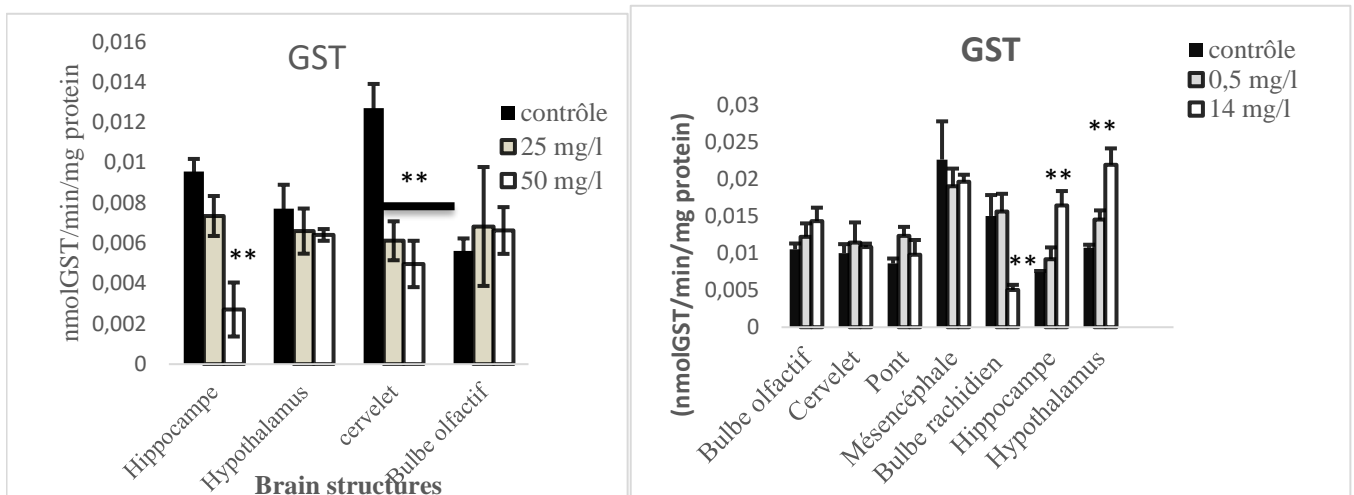 GST
nmolGST/min/mg protein
0,016
0,014
0,012
0,01
0,008
0,006
0,004
0,002
0
contrôle
25 mg/l
50 mg/l
**
**
Hippocampe
Hypothalamus
cervelet
Bulbe olfactif
Brain structures
GST
(nmolGST/min/mg protein)
0,03
0,025
0,02
0,015
0,01
0,005
0
contrôle
0,5 mg/l
14 mg/l
**
**
**
Bulbe olfactif
Cervelet
Pont
Mésencéphale
Bulbe rachidien
Hippocampe
Hypothalamus